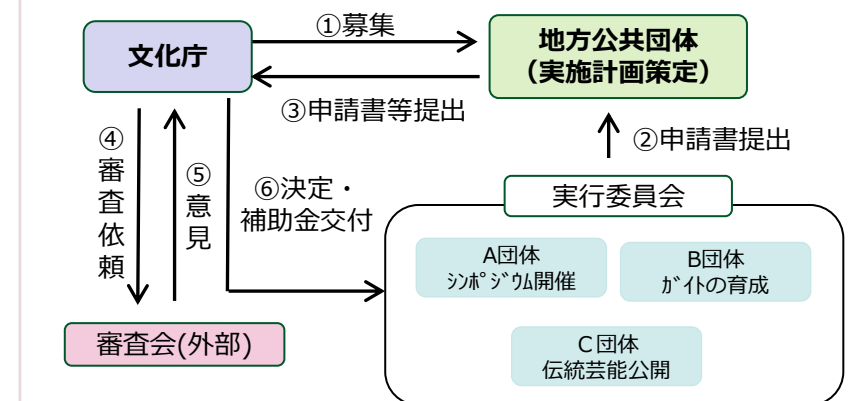 ①募集
文化庁
地方公共団体
（実施計画策定）
③申請書等提出
②申請書提出
④審査依頼
⑤意見
⑥決定・
補助金交付
実行委員会
A団体
ｼﾝﾎﾟｼﾞｳﾑ開催
B団体
ｶﾞｲﾄの育成
C団体
伝統芸能公開
審査会(外部)